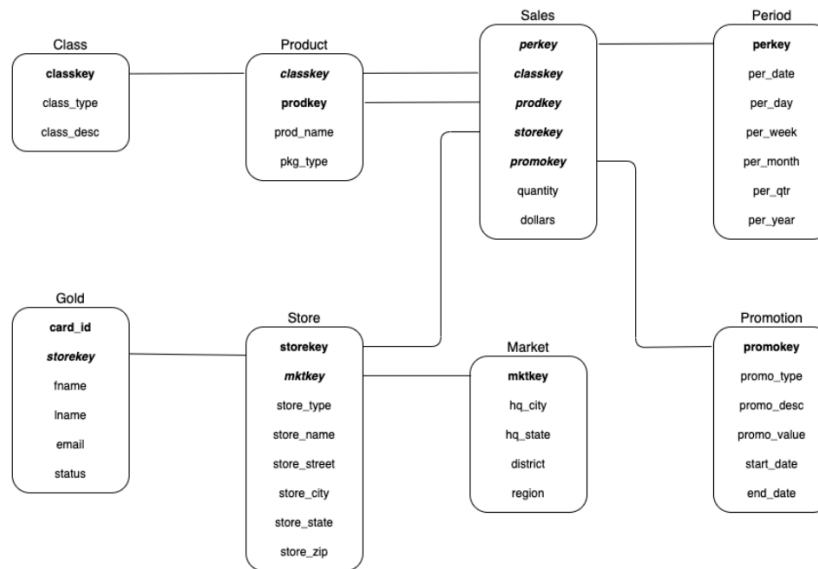 Class
classkey
class_type
class_desc
Product
classkey
prodkey
prod_name
pkg_type
Sales
perkey
classkey
prodkey
storekey
promokey
quantity
dollars
Period
perkey
per_date
per_day
per_week
per_month
per_qtr
per_year
Gold
card_id
storekey
fname
lname
email
status
Store
storekey
mktkey
store_type
store_name
store_street
store_city
store_state
store_zip
Market
mktkey
hq_city
hq_state
district
region
Promotion
promokey
promo_type
promo_desc
promo_value
start_date
end_date